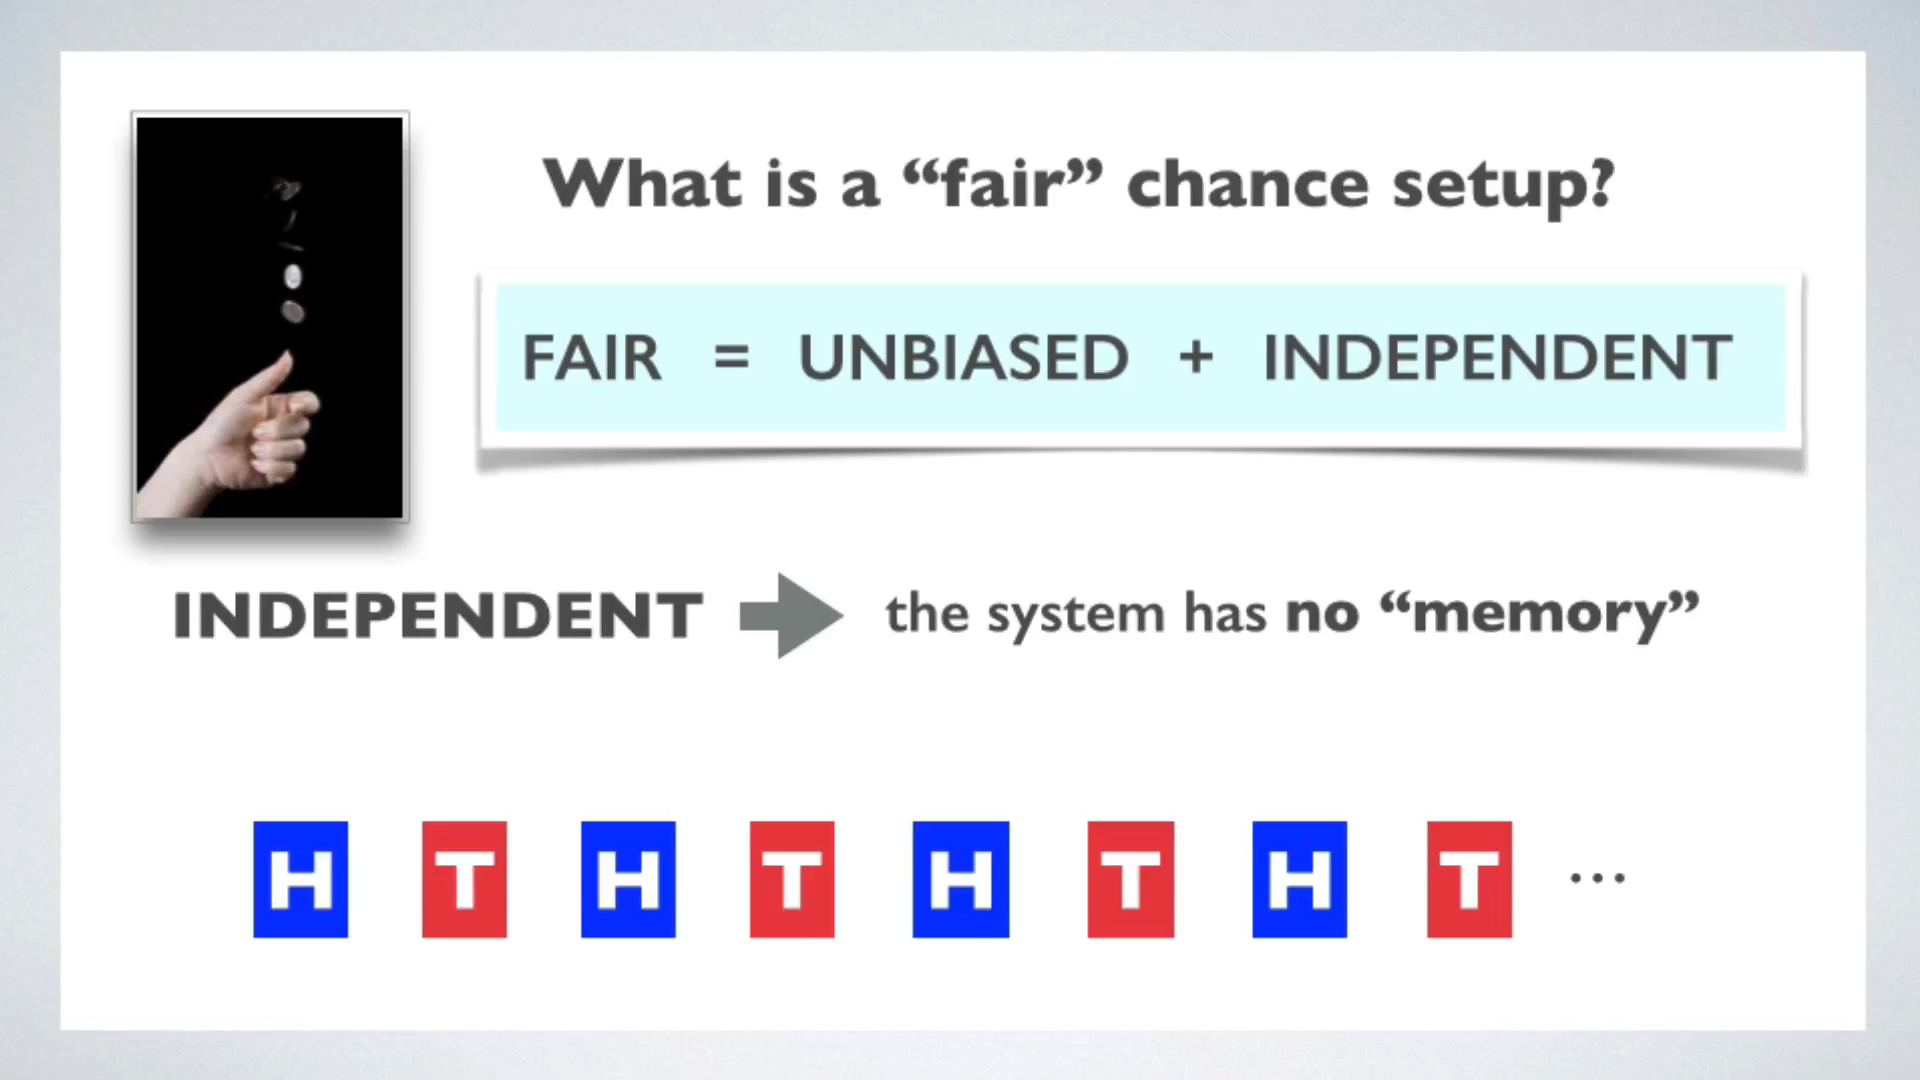 What is a “fair” chance setup?
FAIR = UNBIASED + INDEPENDENT
INDEPENDENT the system has no “memory”
H T H T H T H T ...